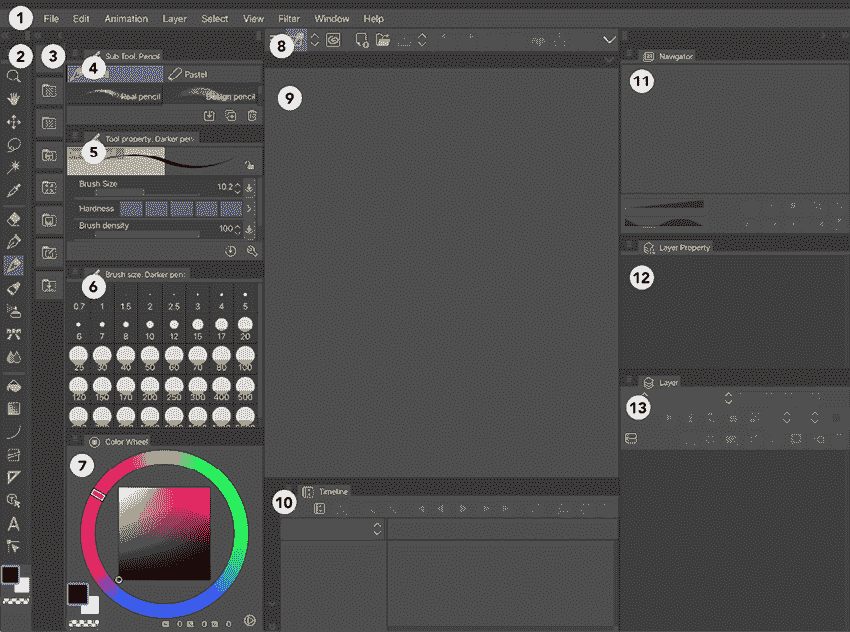 1 File Edit Animation Layer Select View Filter Window Help
2 3 8
Sub Tool, Pencil Navigator
4 Pastel 11
Real pencil Design pencil 9
Tool property, Darker pen
5
Brush Size 10.2
Hardness
Brush density 100
Layer Property
Brush size, Darker pen
6 12
0.7 1 1.5 2 2.5 3 4 5
6 7 8 10 12 15 17 20
25 30 40 50 60 70 80 100
Layer
120 150 170 200 250 300 400 500
13
Color Wheel
7
Timeline
10
A